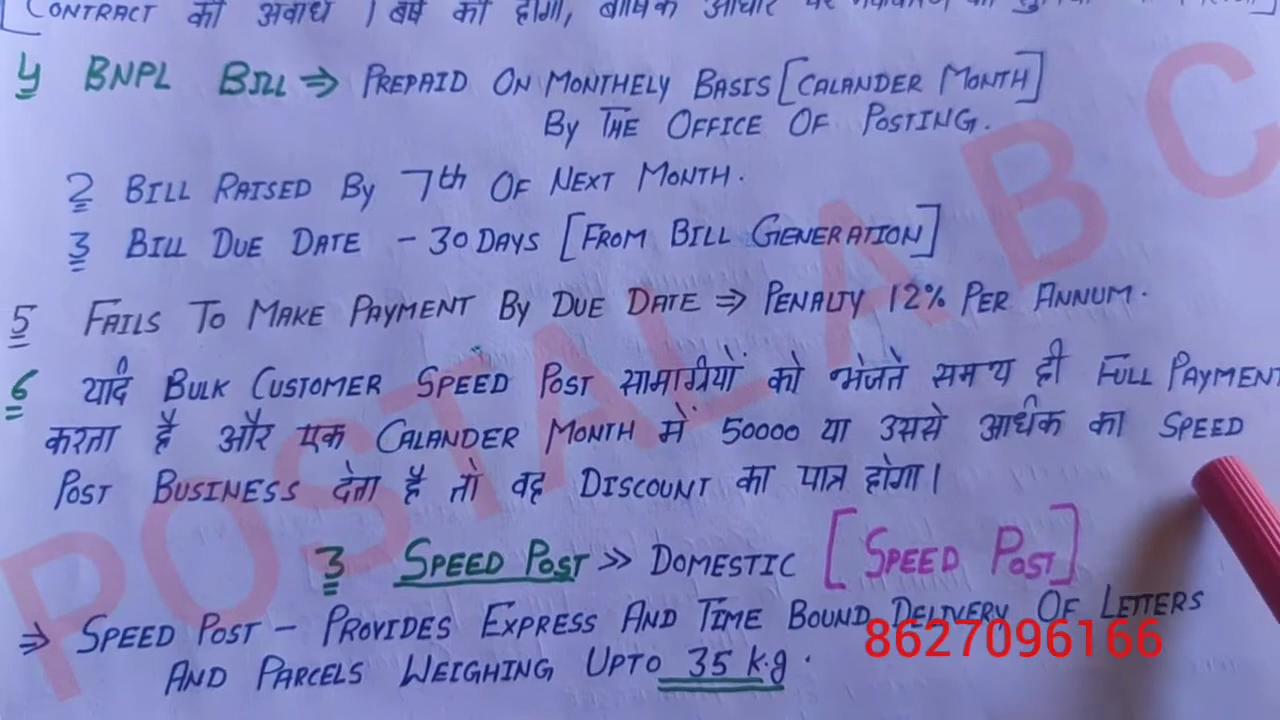 [CONTRACT की अवधि 1 वर्ष की होगी, वार्षिक आधार पर
4 BNPL BILL ⇒ PREPAID ON MONTHELY BASIS [CALANDER MONTH]
BY THE OFFICE OF POSTING.
2 BILL RAISED BY 7th OF NEXT MONTH.
3 BILL DUE DATE - 30 DAYS [FROM BILL GENERATION]
5 FAILS TO MAKE PAYMENT BY DUE DATE ⇒ PENALTY 12% PER ANNUM.
6 यदि BULK CUSTOMER SPEED POST सामाग्रीयों को भेजते समय ही FULL PAYMENT
करता है और एक CALANDER MONTH में 50000 या उससे अधिक का SPEED
POST BUSINESS देता है तो वह DISCOUNT का पात्र होगा।
3 SPEED POST >> DOMESTIC [SPEED POST]
⇒ SPEED POST - PROVIDES EXPRESS AND TIME BOUND DELIVERY OF LETTERS
AND PARCELS WEIGHING UPTO 35 k.g.
8627096166
POSTAL ABC